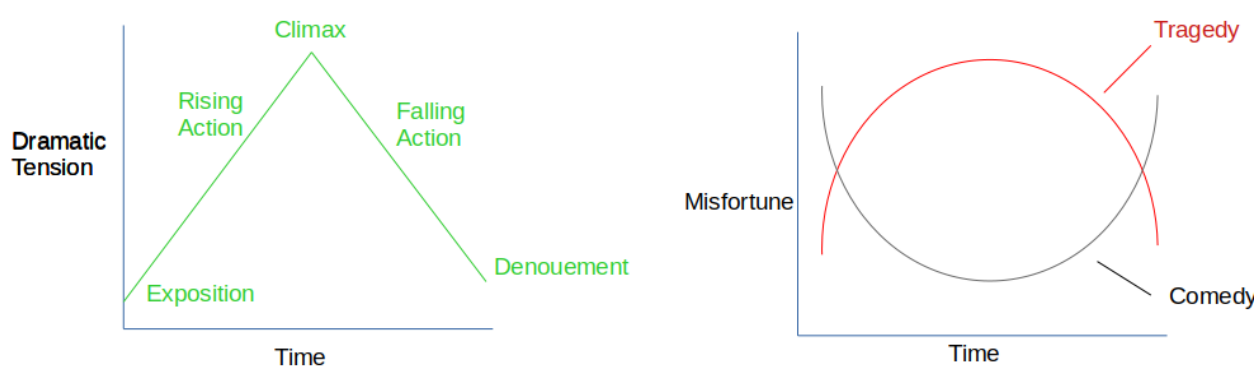 Climax
Rising
Action
Falling
Action
Dramatic
Tension
Exposition
Denouement
Time
Tragedy
Misfortune
Comedy
Time